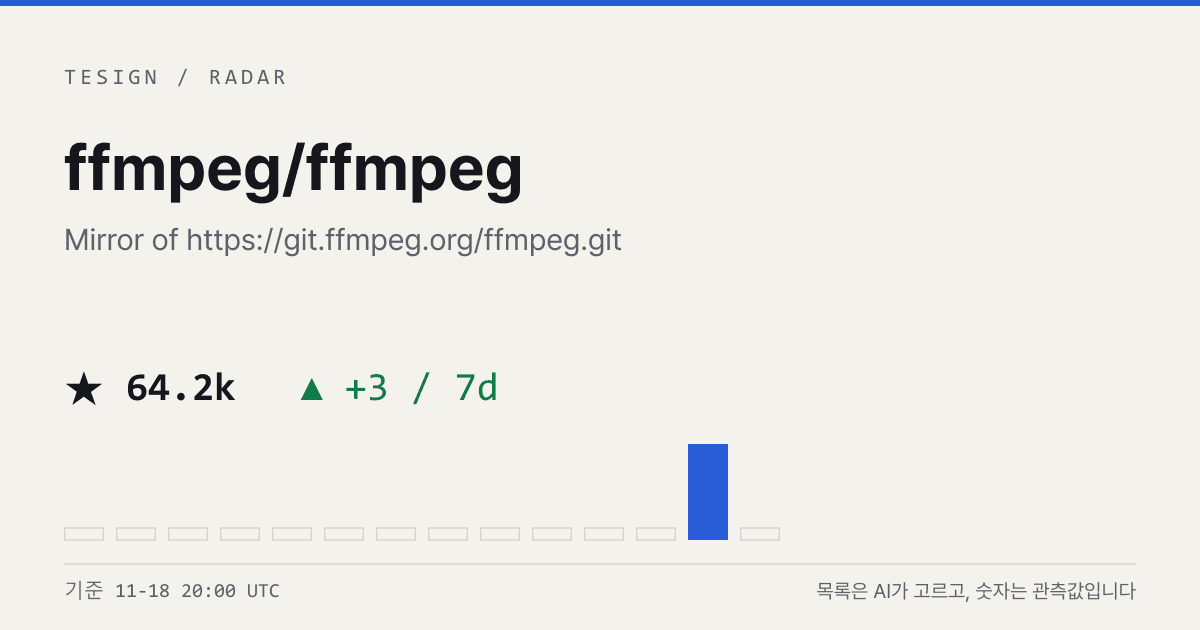 TESIGN / RADAR
ffmpeg/ffmpeg
Mirror of https://git.ffmpeg.org/ffmpeg.git
★ 64.2k ▲ +3 / 7d
기준 11-18 20:00 UTC
목록은 AI가 고르고, 숫자는 관측값입니다